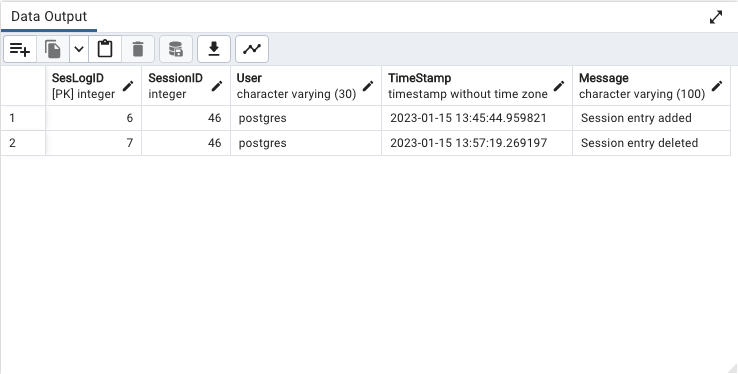 Data Output
SesLogID SessionID User TimeStamp Message
[PK] integer integer character varying (30) timestamp without time zone character varying (100)
1 6 46 postgres 2023-01-15 13:45:44.959821 Session entry added
2 7 46 postgres 2023-01-15 13:57:19.269197 Session entry deleted